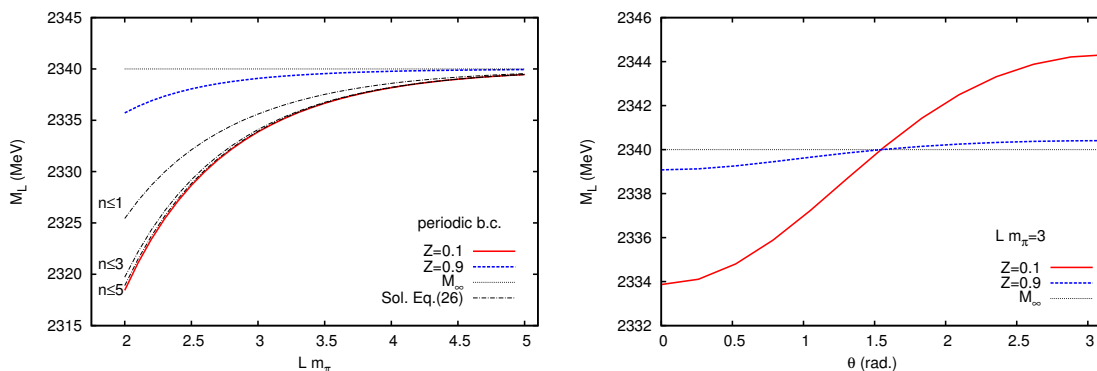 2345
2340
2335
2330
2325
2320
2315
M_L (MeV)
n≤1
n≤3
n≤5
periodic b.c.
Z=0.1
Z=0.9
M_∞
Sol. Eq.(26)
2 2.5 3 3.5 4 4.5 5
L m_π
2346
2344
2342
2340
2338
2336
2334
2332
M_L (MeV)
L m_π=3
Z=0.1
Z=0.9
M_∞
0 0.5 1 1.5 2 2.5 3
θ (rad.)